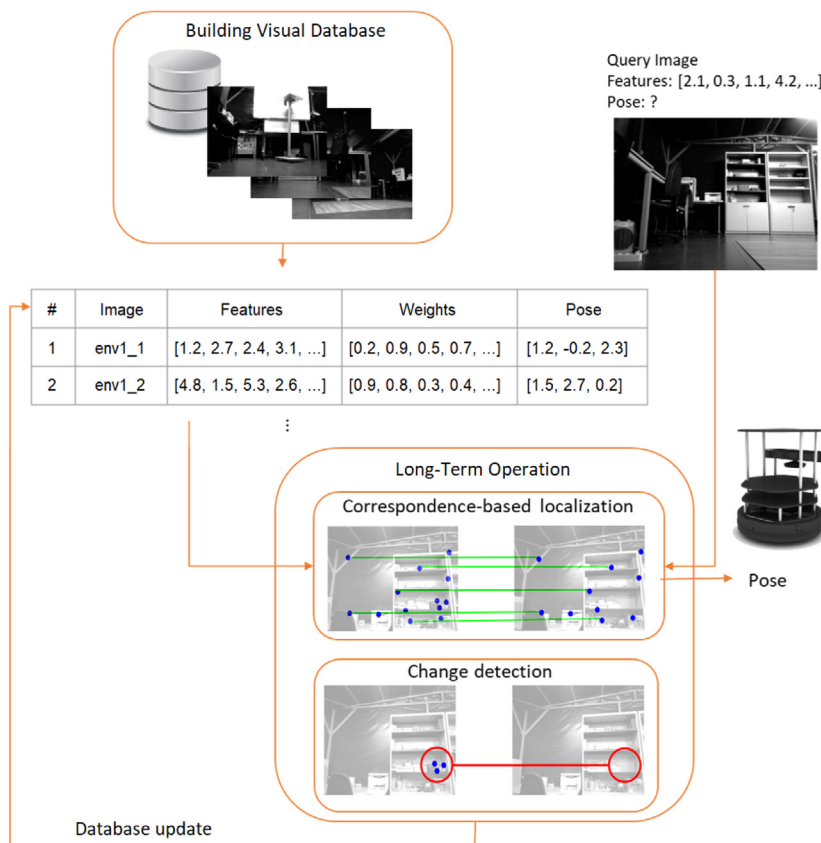 Building Visual Database
Query Image
Features: [2.1, 0.3, 1.1, 4.2, ...]
Pose: ?
# Image Features Weights Pose
1 env1_1 [1.2, 2.7, 2.4, 3.1, ...] [0.2, 0.9, 0.5, 0.7, ...] [1.2, -0.2, 2.3]
2 env1_2 [4.8, 1.5, 5.3, 2.6, ...] [0.9, 0.8, 0.3, 0.4, ...] [1.5, 2.7, 0.2]
⋮
Long-Term Operation
Correspondence-based localization
Pose
Change detection
Database update